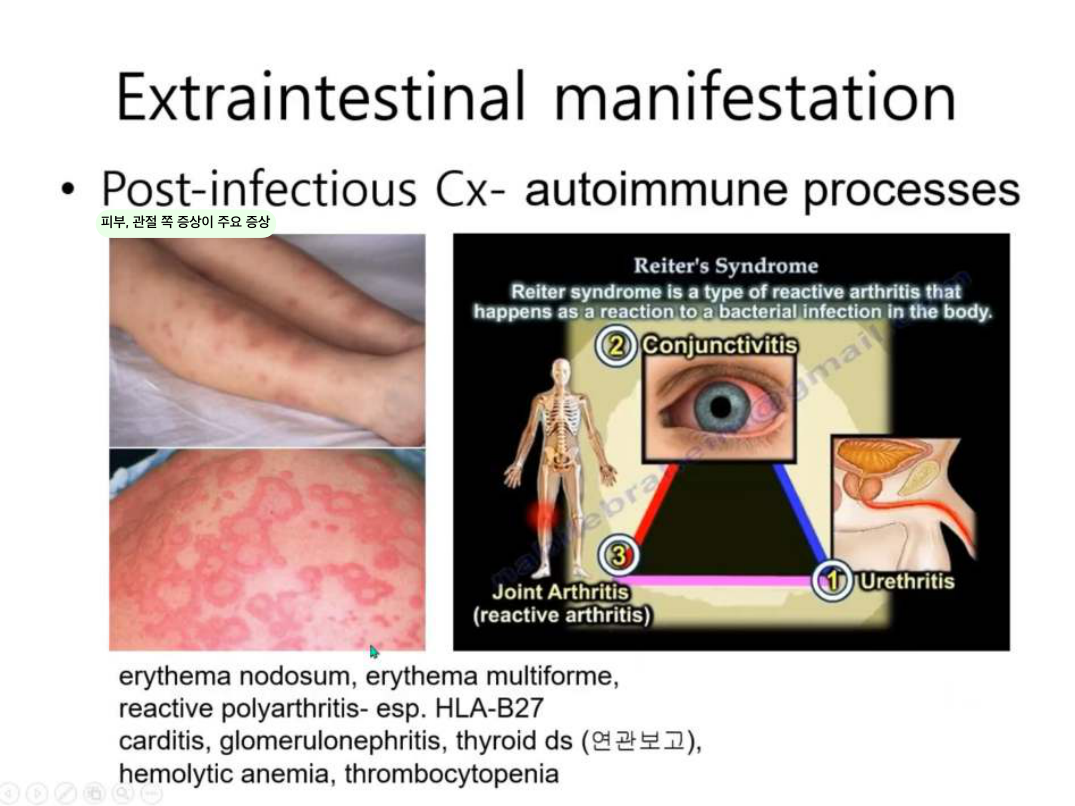 Extraintestinal manifestation
• Post-infectious Cx- autoimmune processes
피부, 관절 쪽 증상이 주요 증상
Reiter's Syndrome
Reiter syndrome is a type of reactive arthritis that
happens as a reaction to a bacterial infection in the body.
2 Conjunctivitis
3
Joint Arthritis
(reactive arthritis)
1 Urethritis
erythema nodosum, erythema multiforme,
reactive polyarthritis- esp. HLA-B27
carditis, glomerulonephritis, thyroid ds (연관보고),
hemolytic anemia, thrombocytopenia